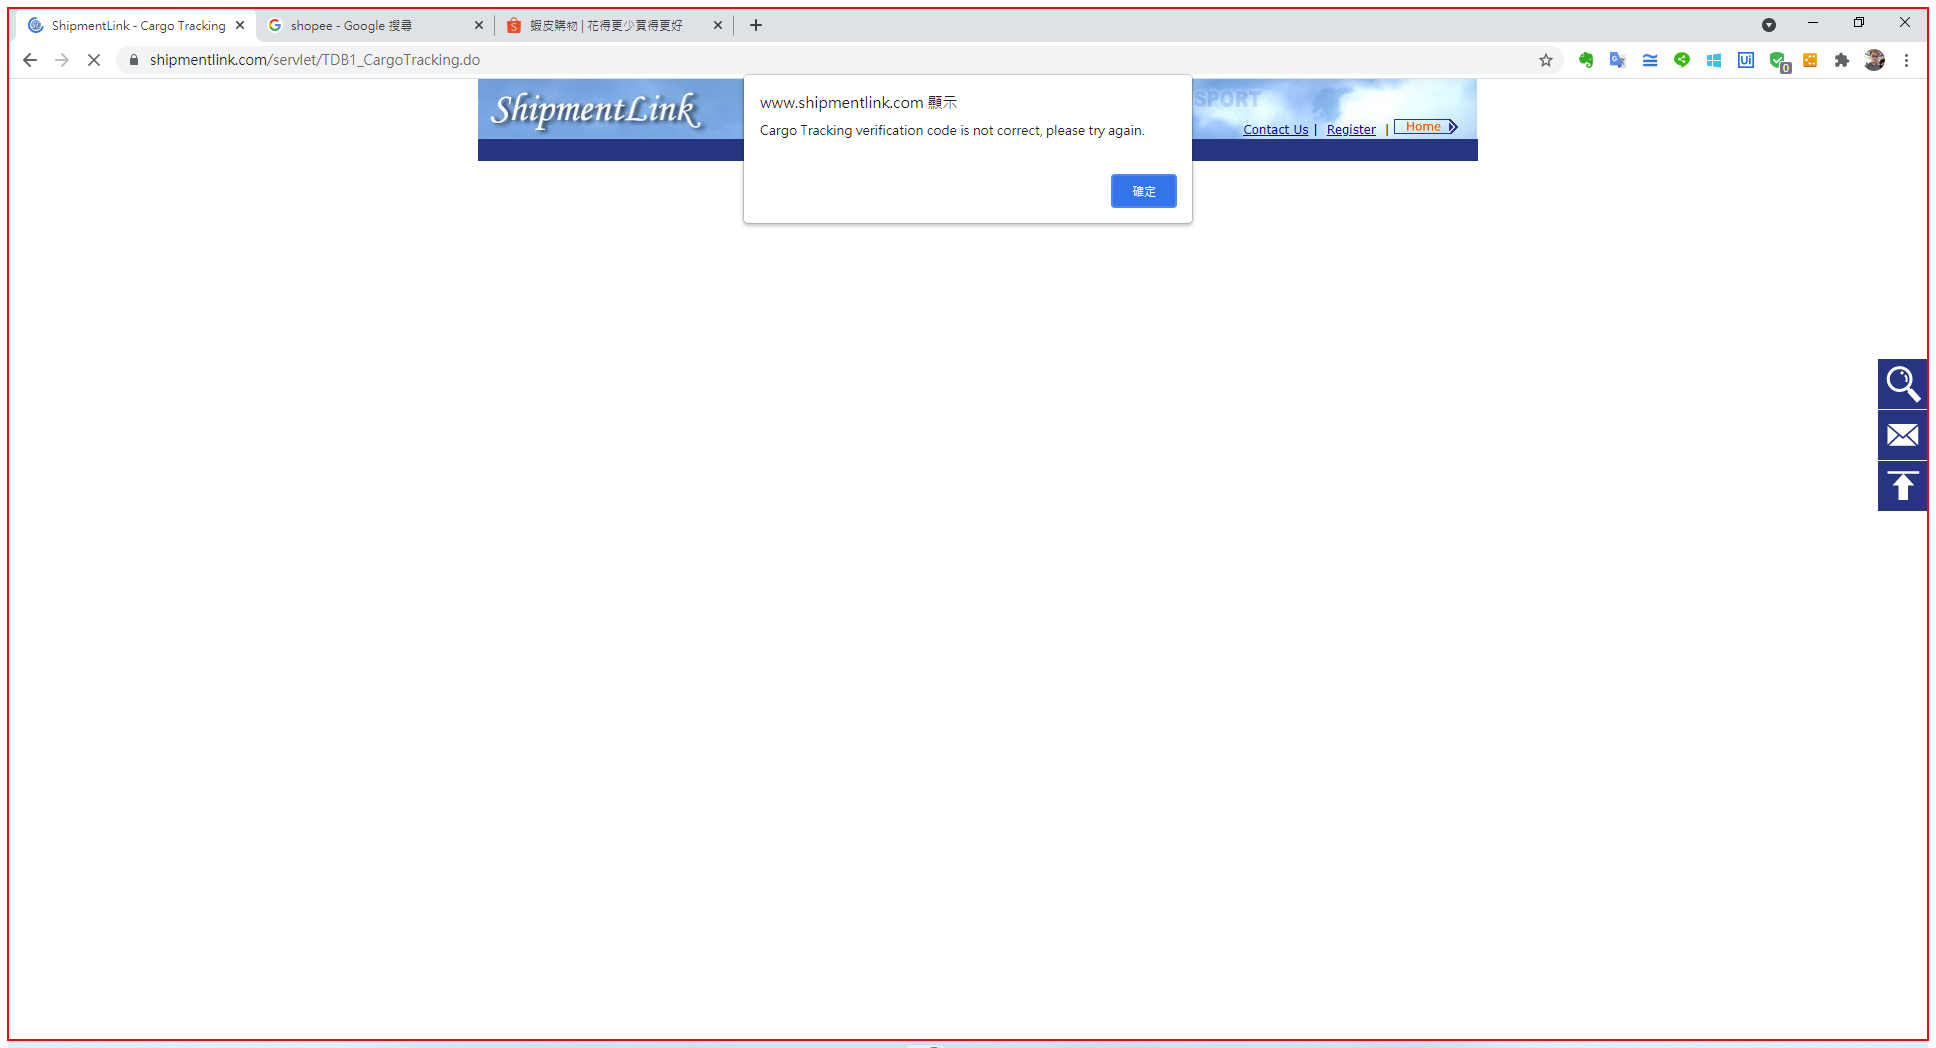 ShipmentLink - Cargo Tracking
shopee - Google 搜尋
蝦皮購物 | 花得更少買得更好
shipmentlink.com/servlet/TDB1_CargoTracking.do
Ui
0
ShipmentLink
SPORT
Contact Us | Register | Home
www.shipmentlink.com 顯示
Cargo Tracking verification code is not correct, please try again.
確定